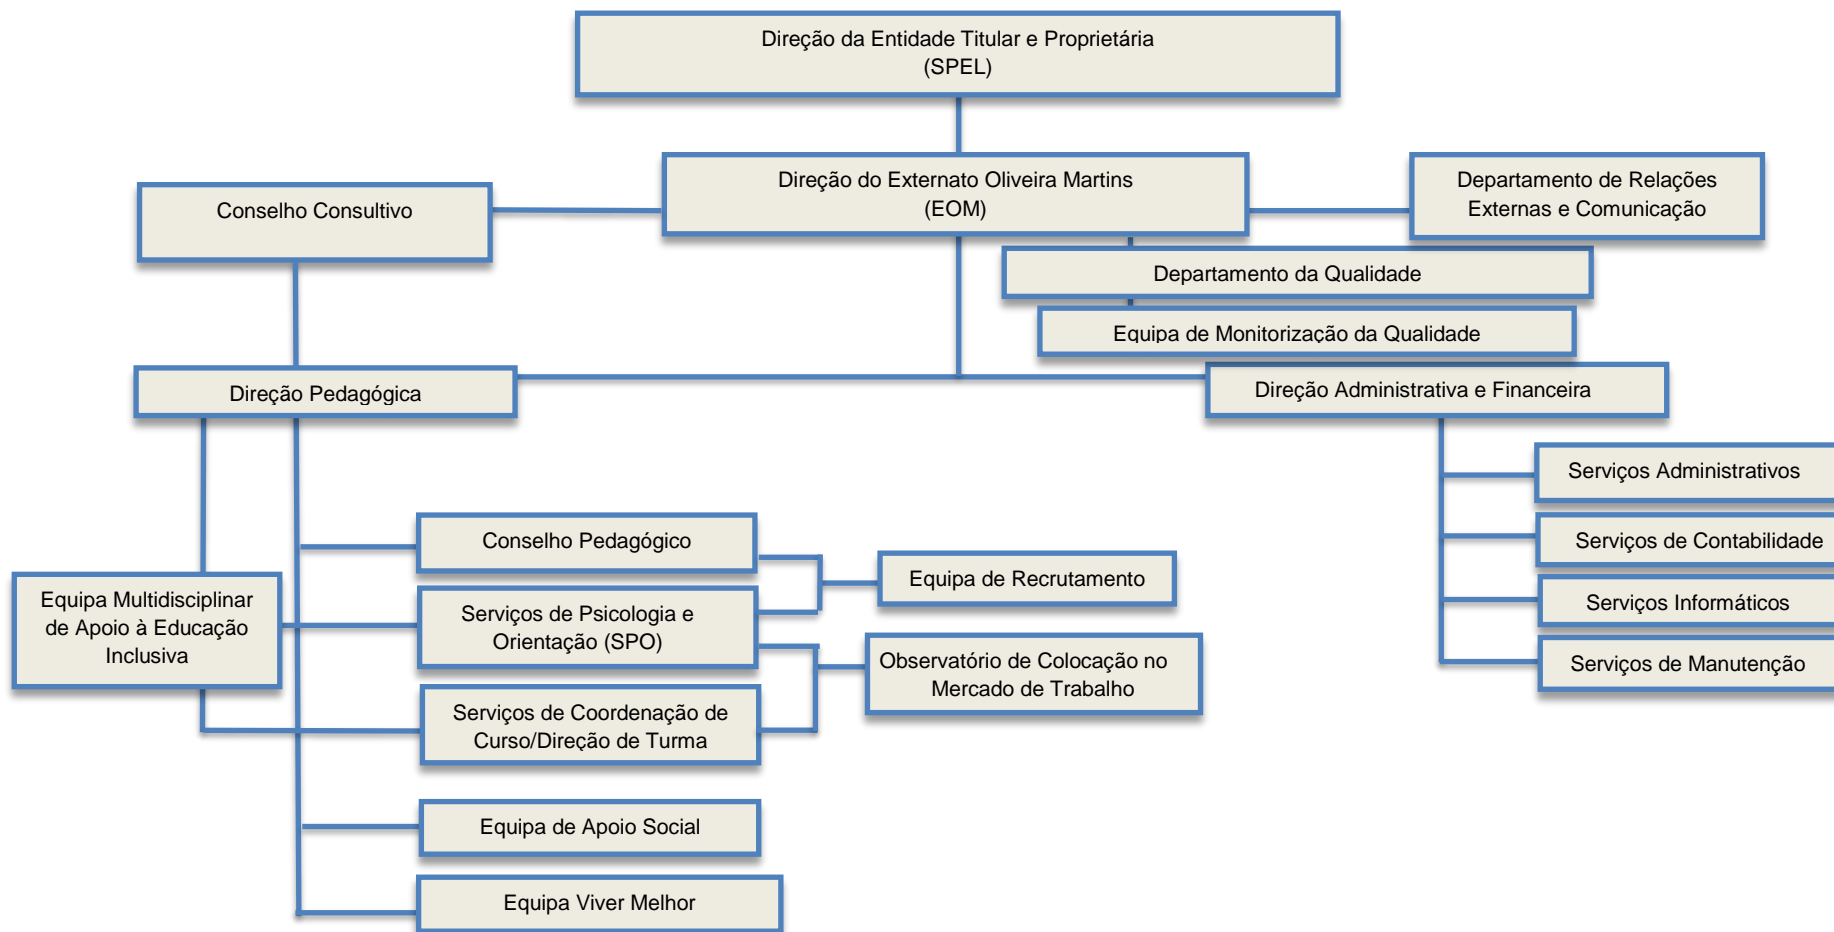 Direção da Entidade Titular e Proprietária
(SPEL)
Direção do Externato Oliveira Martins
(EOM)
Departamento de Relações
Externas e Comunicação
Conselho Consultivo
Departamento da Qualidade
Equipa de Monitorização da Qualidade
Direção Pedagógica
Direção Administrativa e Financeira
Serviços Administrativos
Serviços de Contabilidade
Serviços Informáticos
Serviços de Manutenção
Conselho Pedagógico
Equipa de Recrutamento
Equipa Multidisciplinar
de Apoio à Educação
Inclusiva
Serviços de Psicologia e
Orientação (SPO)
Observatório de Colocação no
Mercado de Trabalho
Serviços de Coordenação de
Curso/Direção de Turma
Equipa de Apoio Social
Equipa Viver Melhor